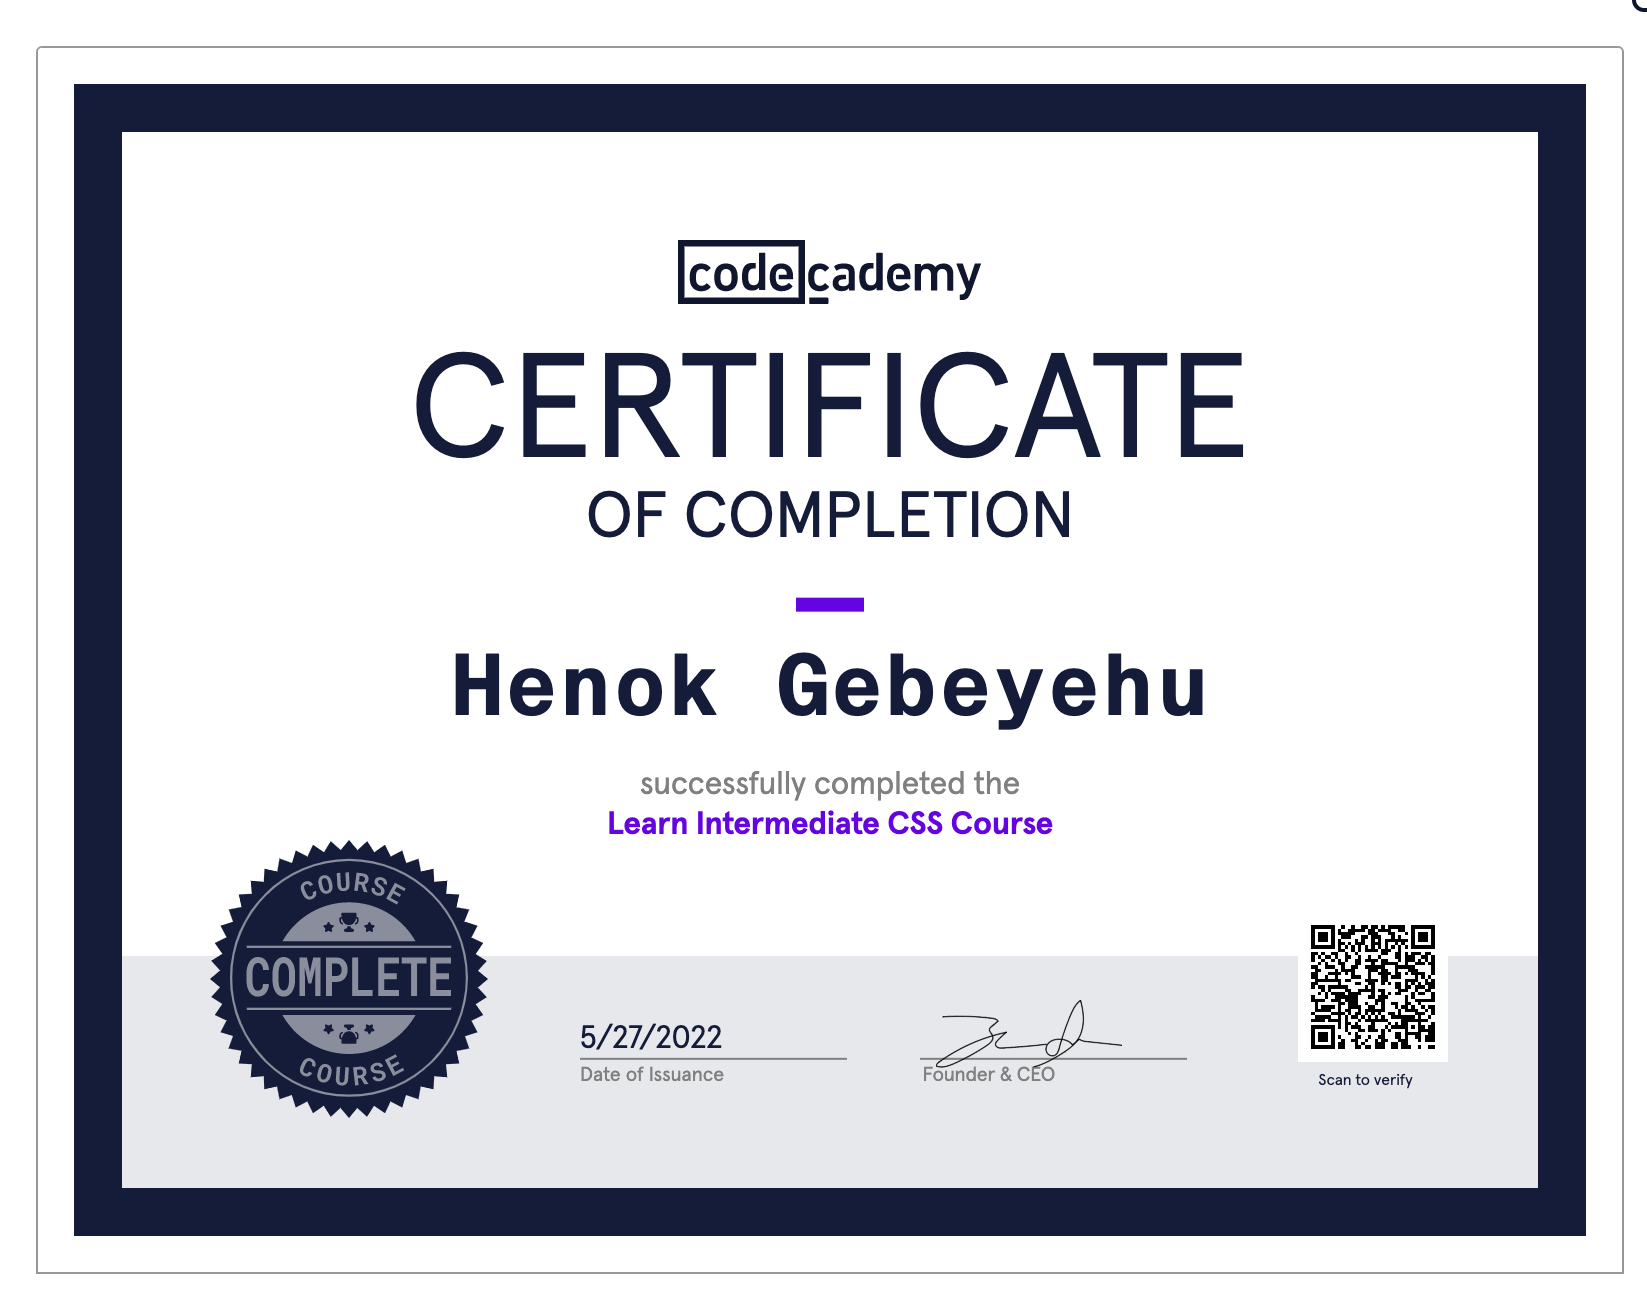 codecademy
CERTIFICATE
OF COMPLETION
Henok Gebeyehu
successfully completed the
Learn Intermediate CSS Course
COURSE
COMPLETE
COURSE
5/27/2022
Date of Issuance
Founder & CEO
Scan to verify